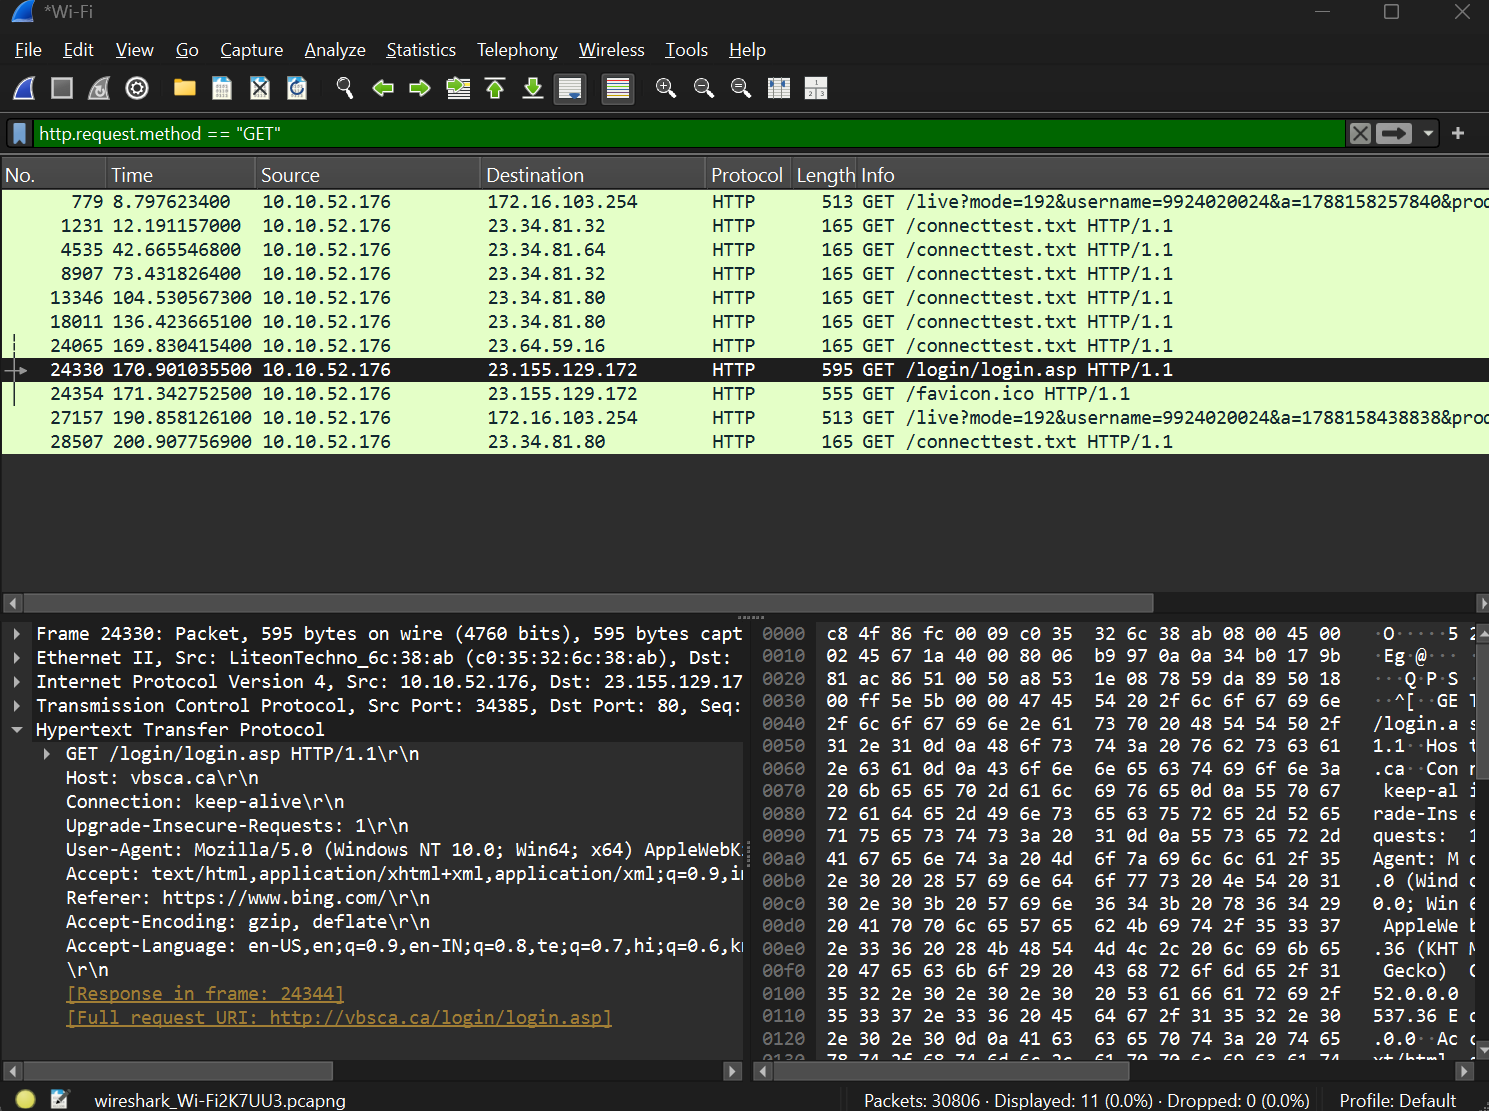 *Wi-Fi
File Edit View Go Capture Analyze Statistics Telephony Wireless Tools Help
http.request.method == "GET"
No. Time Source Destination Protocol Length Info
779 8.797623400 10.10.52.176 172.16.103.254 HTTP 513 GET /live?mode=192&username=9924020024&a=1788158257840&prod
1231 12.191157000 10.10.52.176 23.34.81.32 HTTP 165 GET /connecttest.txt HTTP/1.1
4535 42.665546800 10.10.52.176 23.34.81.64 HTTP 165 GET /connecttest.txt HTTP/1.1
8907 73.431826400 10.10.52.176 23.34.81.32 HTTP 165 GET /connecttest.txt HTTP/1.1
13346 104.530567300 10.10.52.176 23.34.81.80 HTTP 165 GET /connecttest.txt HTTP/1.1
18011 136.423665100 10.10.52.176 23.34.81.80 HTTP 165 GET /connecttest.txt HTTP/1.1
24065 169.830415400 10.10.52.176 23.64.59.16 HTTP 165 GET /connecttest.txt HTTP/1.1
24330 170.901035500 10.10.52.176 23.155.129.172 HTTP 595 GET /login/login.asp HTTP/1.1
24354 171.342752500 10.10.52.176 23.155.129.172 HTTP 555 GET /favicon.ico HTTP/1.1
27157 190.858126100 10.10.52.176 172.16.103.254 HTTP 513 GET /live?mode=192&username=9924020024&a=1788158438838&prod
28507 200.907756900 10.10.52.176 23.34.81.80 HTTP 165 GET /connecttest.txt HTTP/1.1
Frame 24330: Packet, 595 bytes on wire (4760 bits), 595 bytes capt
Ethernet II, Src: LiteonTechno_6c:38:ab (c0:35:32:6c:38:ab), Dst:
Internet Protocol Version 4, Src: 10.10.52.176, Dst: 23.155.129.17
Transmission Control Protocol, Src Port: 34385, Dst Port: 80, Seq:
Hypertext Transfer Protocol
GET /login/login.asp HTTP/1.1\r\n
Host: vbsca.ca\r\n
Connection: keep-alive\r\n
Upgrade-Insecure-Requests: 1\r\n
User-Agent: Mozilla/5.0 (Windows NT 10.0; Win64; x64) AppleWebK
Accept: text/html,application/xhtml+xml,application/xml;q=0.9,i
Referer: https://www.bing.com/\r\n
Accept-Encoding: gzip, deflate\r\n
Accept-Language: en-US,en;q=0.9,en-IN;q=0.8,te;q=0.7,hi;q=0.6,k
\r\n
[Response in frame: 24344]
[Full request URI: http://vbsca.ca/login/login.asp]
0000 c8 4f 86 fc 00 09 c0 35 32 6c 38 ab 08 00 45 00 ·O·····5 2
0010 02 45 67 1a 40 00 80 06 b9 97 0a 0a 34 b0 17 9b ·Eg·@···
0020 81 ac 86 51 00 50 a8 53 1e 08 78 59 da 89 50 18 ···Q·P·S
0030 00 ff 5e 5b 00 00 47 45 54 20 2f 6c 6f 67 69 6e ··^[··GE T
0040 2f 6c 6f 67 69 6e 2e 61 73 70 20 48 54 54 50 2f /login.a s
0050 31 2e 31 0d 0a 48 6f 73 74 3a 20 76 62 73 63 61 1.1··Hos t
0060 2e 63 61 0d 0a 43 6f 6e 6e 65 63 74 69 6f 6e 3a .ca··Con n
0070 20 6b 65 65 70 2d 61 6c 69 76 65 0d 0a 55 70 67 keep-al i
0080 72 61 64 65 2d 49 6e 73 65 63 75 72 65 2d 52 65 rade-Ins e
0090 71 75 65 73 74 73 3a 20 31 0d 0a 55 73 65 72 2d quests: 1
00a0 41 67 65 6e 74 3a 20 4d 6f 7a 69 6c 6c 61 2f 35 Agent: M o
00b0 2e 30 20 28 57 69 6e 64 6f 77 73 20 4e 54 20 31 .0 (Wind o
00c0 30 2e 30 3b 20 57 69 6e 36 34 3b 20 78 36 34 29 0.0; Win 6
00d0 20 41 70 70 6c 65 57 65 62 4b 69 74 2f 35 33 37 AppleWe b
00e0 2e 33 36 20 28 4b 48 54 4d 4c 2c 20 6c 69 6b 65 .36 (KHT M
00f0 20 47 65 63 6b 6f 29 20 43 68 72 6f 6d 65 2f 31 Gecko) C
0100 35 32 2e 30 2e 30 2e 30 20 53 61 66 61 72 69 2f 52.0.0.0
0110 35 33 37 2e 33 36 20 45 64 67 2f 31 35 32 2e 30 537.36 E d
0120 2e 30 2e 30 0d 0a 41 63 63 65 70 74 3a 20 74 65 .0.0··Ac c
0130 78 74 2f 68 74 6d 6c 2c 61 70 70 6c 69 63 61 74 xt/html, a
wireshark_Wi-Fi2K7UU3.pcapng
Packets: 30806 · Displayed: 11 (0.0%) · Dropped: 0 (0.0%)
Profile: Default